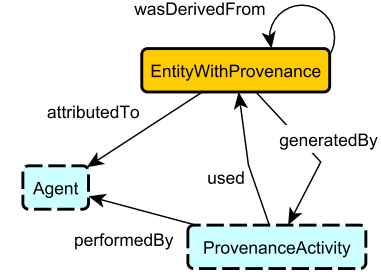 wasDerivedFrom
EntityWithProvenance
attributedTo
generatedBy
used
Agent
performedBy
ProvenanceActivity